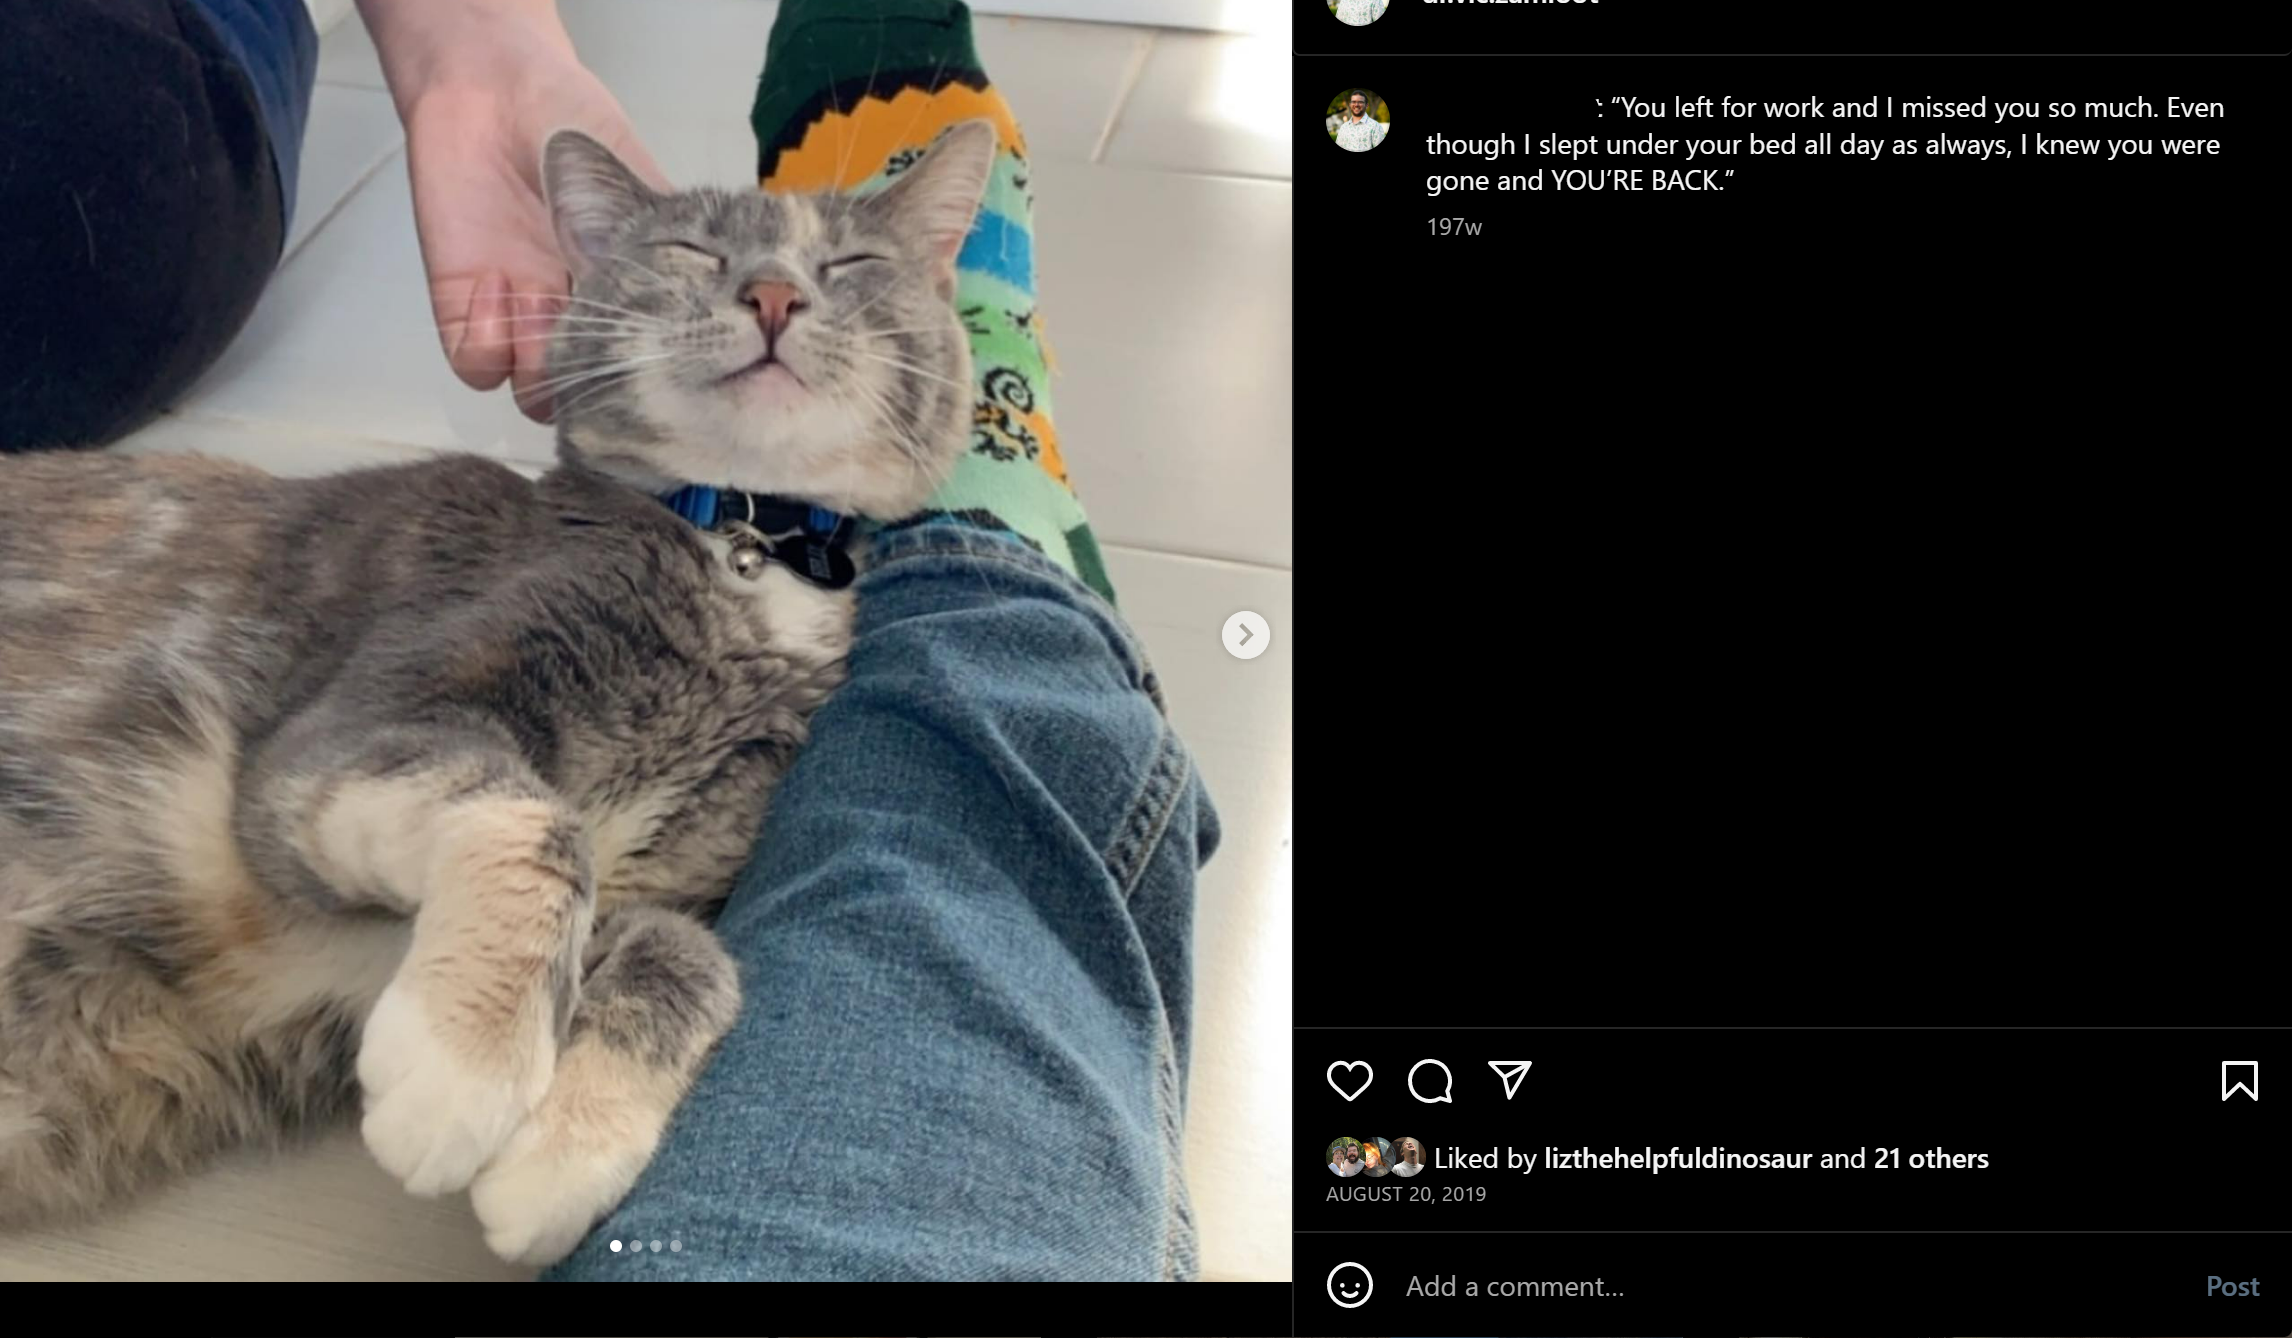 : “You left for work and I missed you so much. Even
though I slept under your bed all day as always, I knew you were
gone and YOU’RE BACK.”
197w
Liked by lizthehelpfuldinosaur and 21 others
AUGUST 20, 2019
Add a comment...
Post